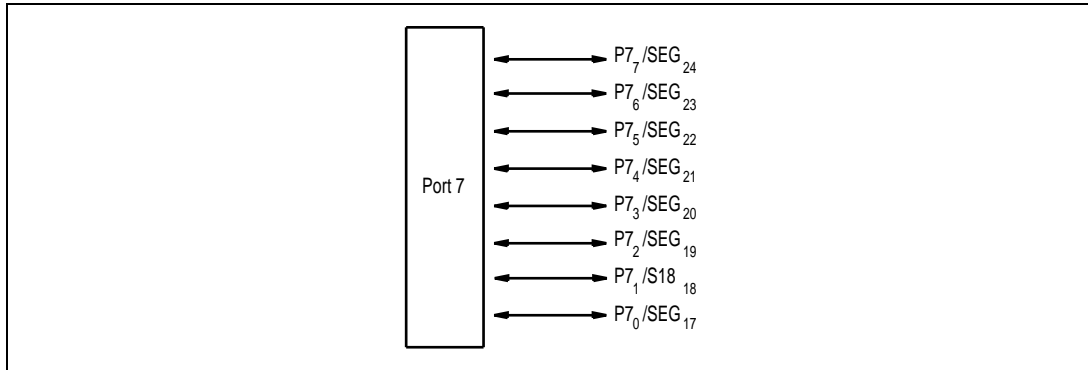 P7₇/SEG₂₄
P7₆/SEG₂₃
P7₅/SEG₂₂
P7₄/SEG₂₁
Port 7
P7₃/SEG₂₀
P7₂/SEG₁₉
P7₁/S18 ₁₈
P7₀/SEG₁₇